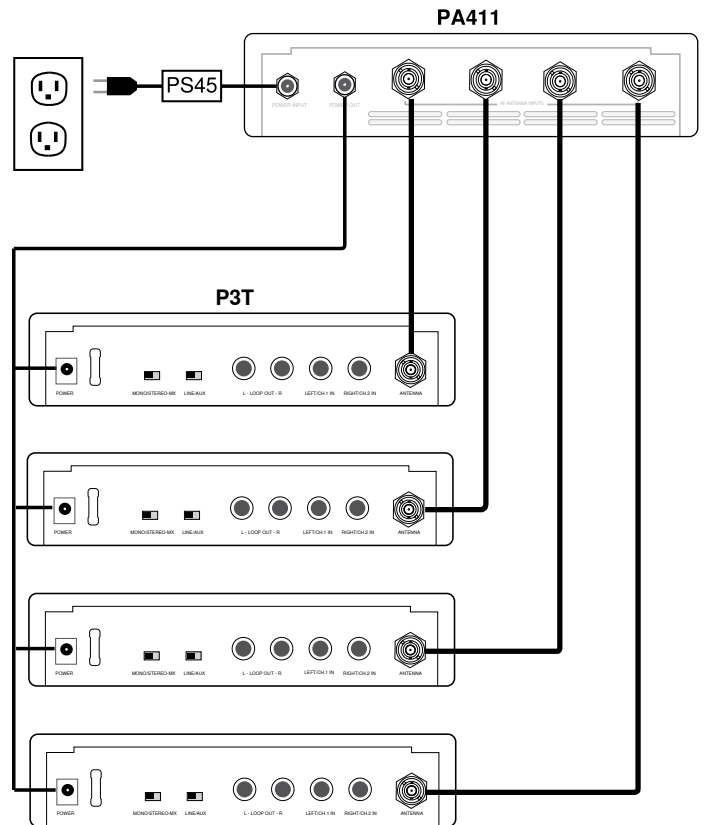 PA411
PS45
POWER INPUT POWER OUT RF ANTENNA INPUTS
P3T
POWER MONO/STEREO-MX LINE/AUX L - LOOP OUT - R LEFT/CH.1 IN RIGHT/CH.2 IN ANTENNA
POWER MONO/STEREO-MX LINE/AUX L - LOOP OUT - R LEFT/CH.1 IN RIGHT/CH.2 IN ANTENNA
POWER MONO/STEREO-MX LINE/AUX L - LOOP OUT - R LEFT/CH.1 IN RIGHT/CH.2 IN ANTENNA
POWER MONO/STEREO-MX LINE/AUX L - LOOP OUT - R LEFT/CH.1 IN RIGHT/CH.2 IN ANTENNA